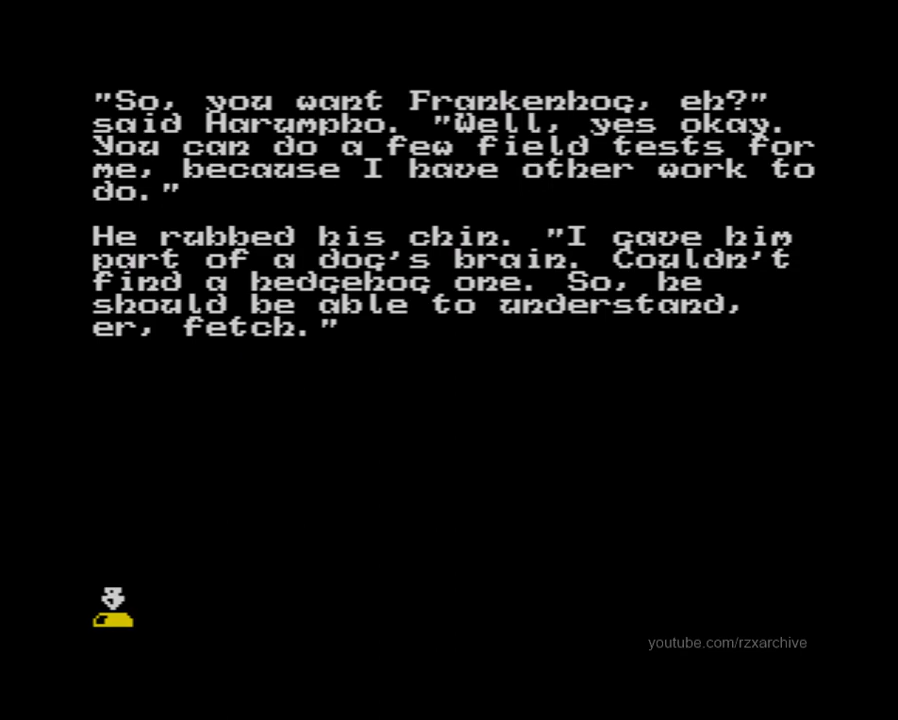 "So, you want Frankenhog, eh?"
said Harumpho. "Well, yes okay.
You can do a few field tests for
me, because I have other work to
do."
He rubbed his chin. "I gave him
part of a dog's brain. Couldn't
find a hedgehog one. So, he
should be able to understand,
er, fetch."
youtube.com/rzxarchive